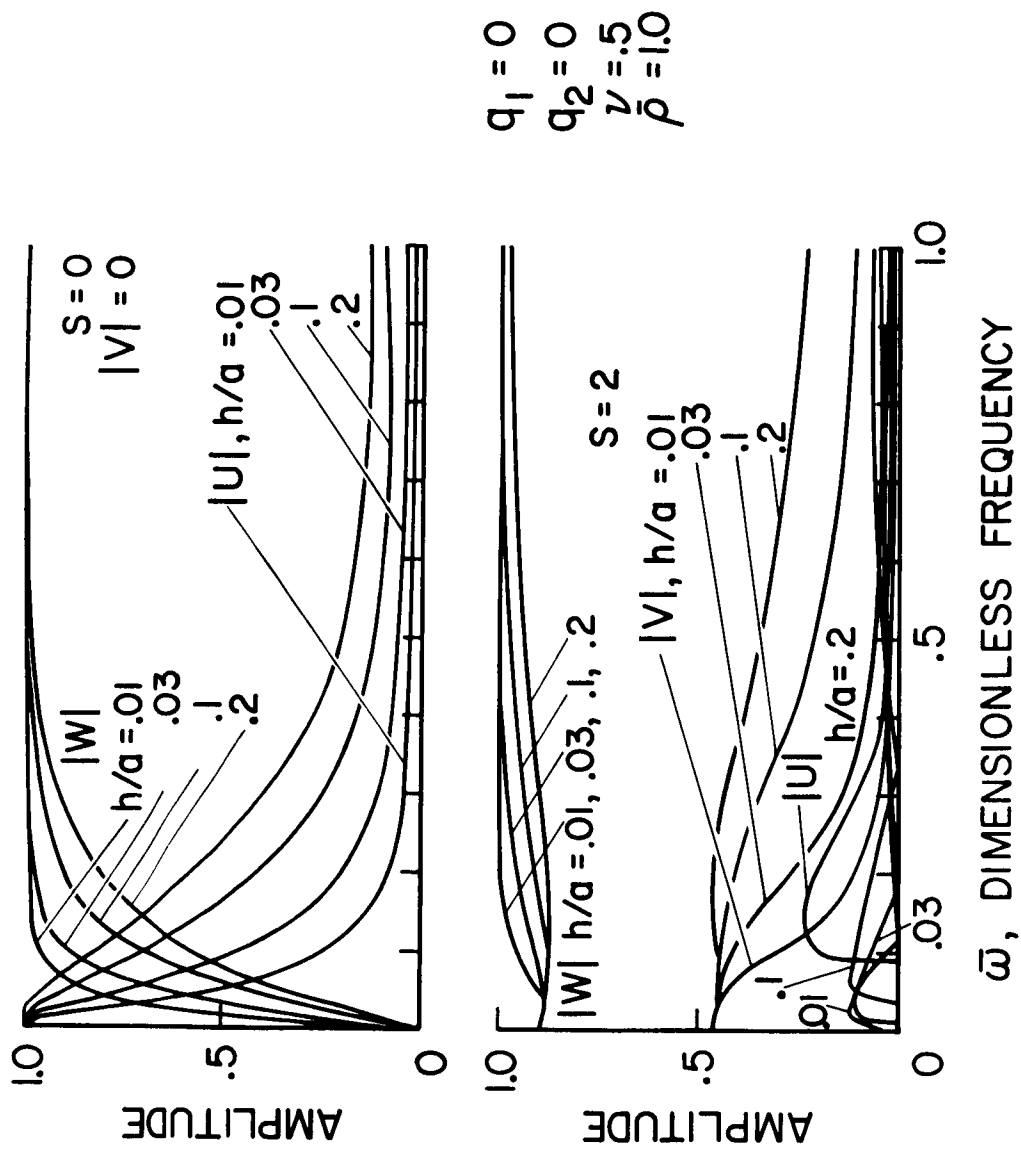 AMPLITUDE
1.0
.5
0
|W|
h/a=.01
.03
.1
.2
S=0
|V|=0
|U|, h/a =.01
.03
.1
.2
AMPLITUDE
1.0
.5
0
|W| h/a =.01, .03, .1, .2
S=2
|V|, h/a =.01
.03
.1
.2
|U|
h/a=.2
.01
.1
.03
.5
1.0
q₁ = 0
q₂ = 0
ν =.5
ρ̄ =1.0
ω̄, DIMENSIONLESS FREQUENCY